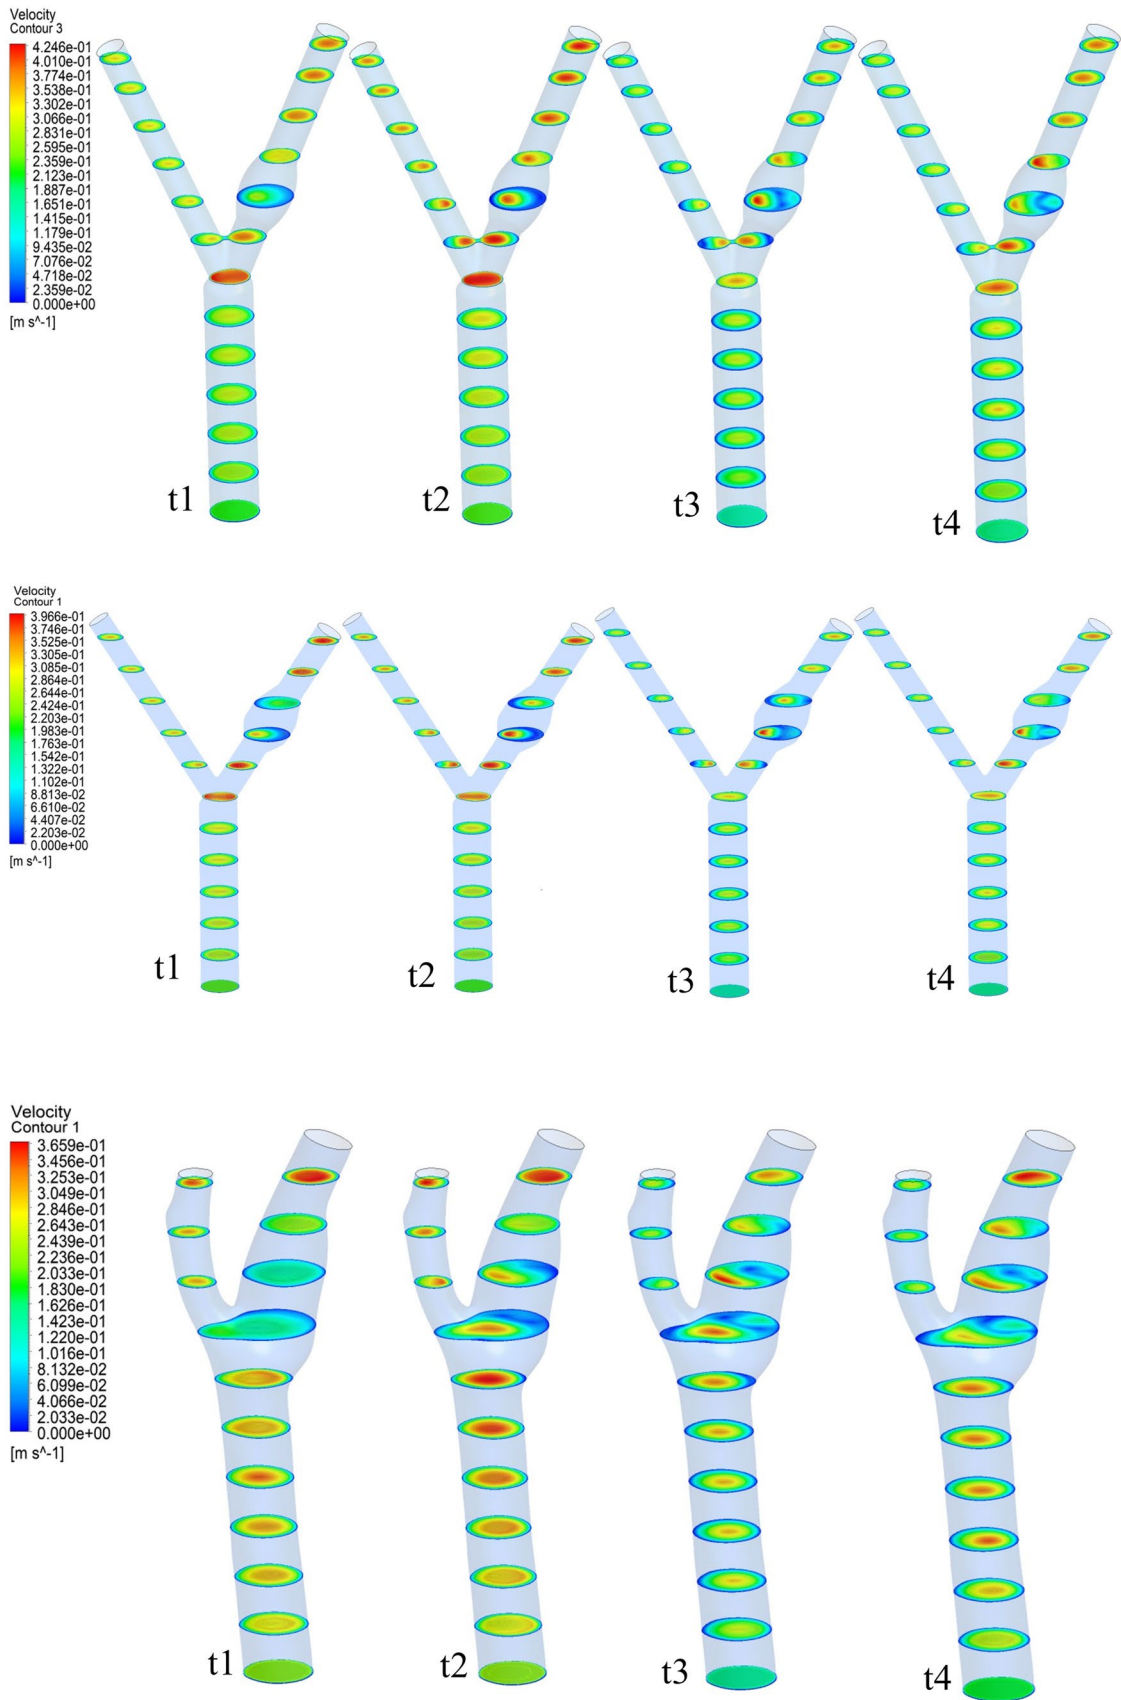 Velocity
Contour 3
4.246e-01
4.010e-01
3.774e-01
3.538e-01
3.302e-01
3.066e-01
2.831e-01
2.595e-01
2.359e-01
2.123e-01
1.887e-01
1.651e-01
1.415e-01
1.179e-01
9.435e-02
7.076e-02
4.718e-02
2.359e-02
0.000e+00
[m s^-1]
t1
t2
t3
t4
Velocity
Contour 1
3.966e-01
3.746e-01
3.525e-01
3.305e-01
3.085e-01
2.864e-01
2.644e-01
2.424e-01
2.203e-01
1.983e-01
1.763e-01
1.542e-01
1.322e-01
1.102e-01
8.813e-02
6.610e-02
4.407e-02
2.203e-02
0.000e+00
[m s^-1]
t1
t2
t3
t4
Velocity
Contour 1
3.659e-01
3.456e-01
3.253e-01
3.049e-01
2.846e-01
2.643e-01
2.439e-01
2.236e-01
2.033e-01
1.830e-01
1.626e-01
1.423e-01
1.220e-01
1.016e-01
8.132e-02
6.099e-02
4.066e-02
2.033e-02
0.000e+00
[m s^-1]
t1
t2
t3
t4